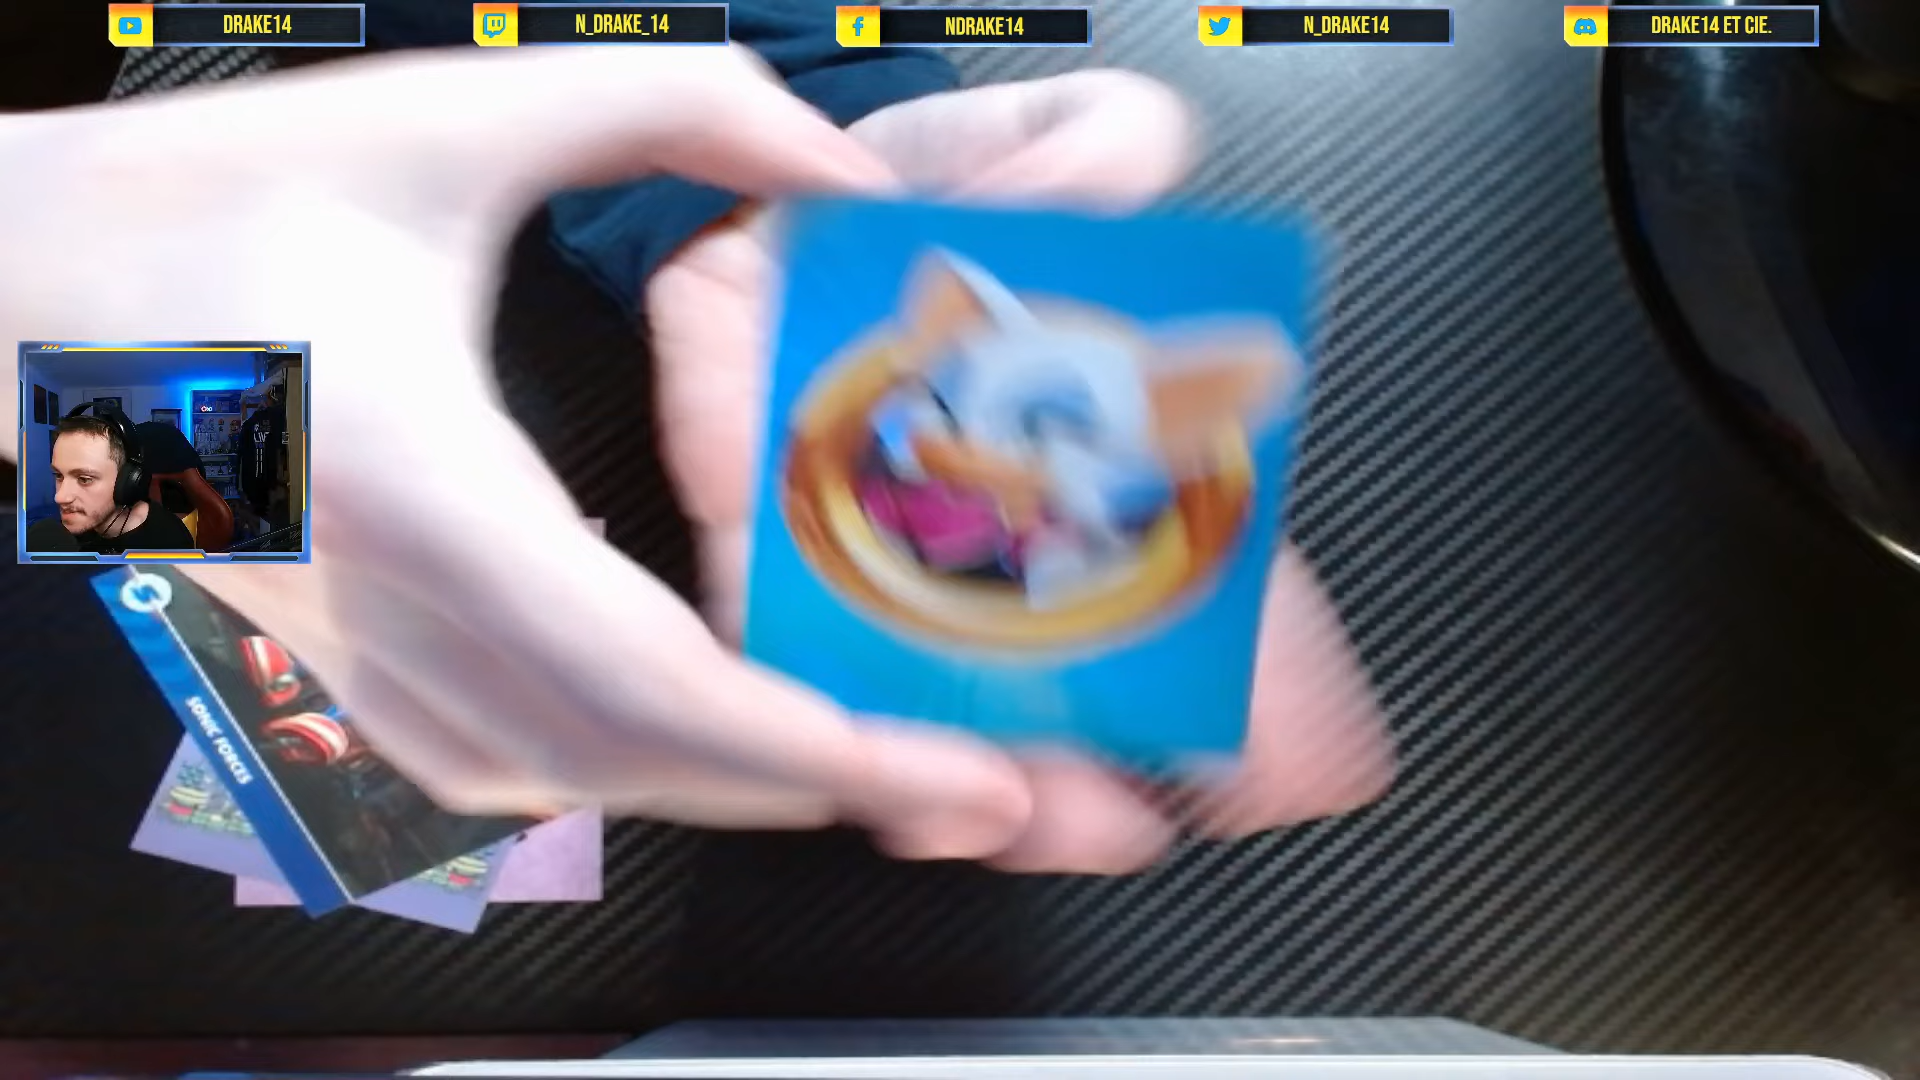 DRAKE14
N_DRAKE_14
NDRAKE14
N_DRAKE14
DRAKE14 ET CIE.
SONIC FORCES